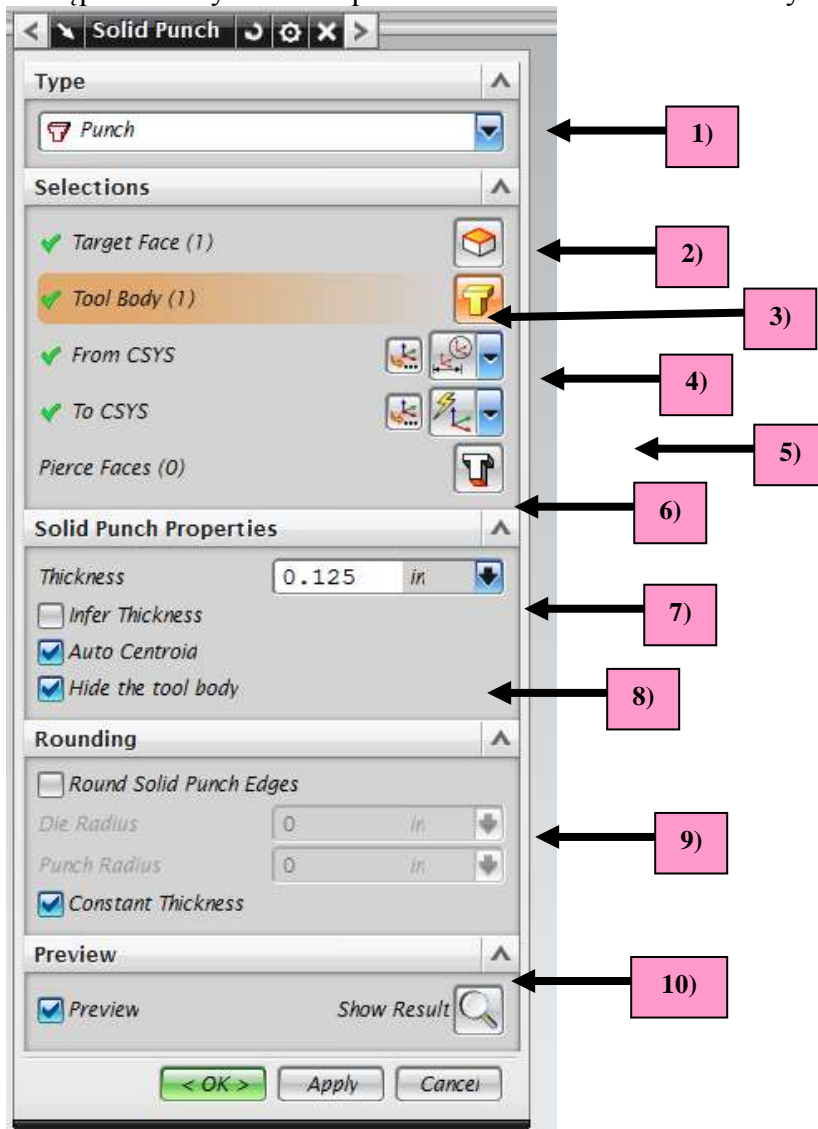 Solid Punch
Type
Punch
1)
Selections
Target Face (1)
2)
Tool Body (1)
3)
From CSYS
4)
To CSYS
5)
Pierce Faces (0)
6)
Solid Punch Properties
Thickness 0.125 in
7)
Infer Thickness
Auto Centroid
Hide the tool body
8)
Rounding
Round Solid Punch Edges
Die Radius 0 in
9)
Punch Radius 0 in
Constant Thickness
Preview
10)
Preview Show Result
< OK > Apply Cancel